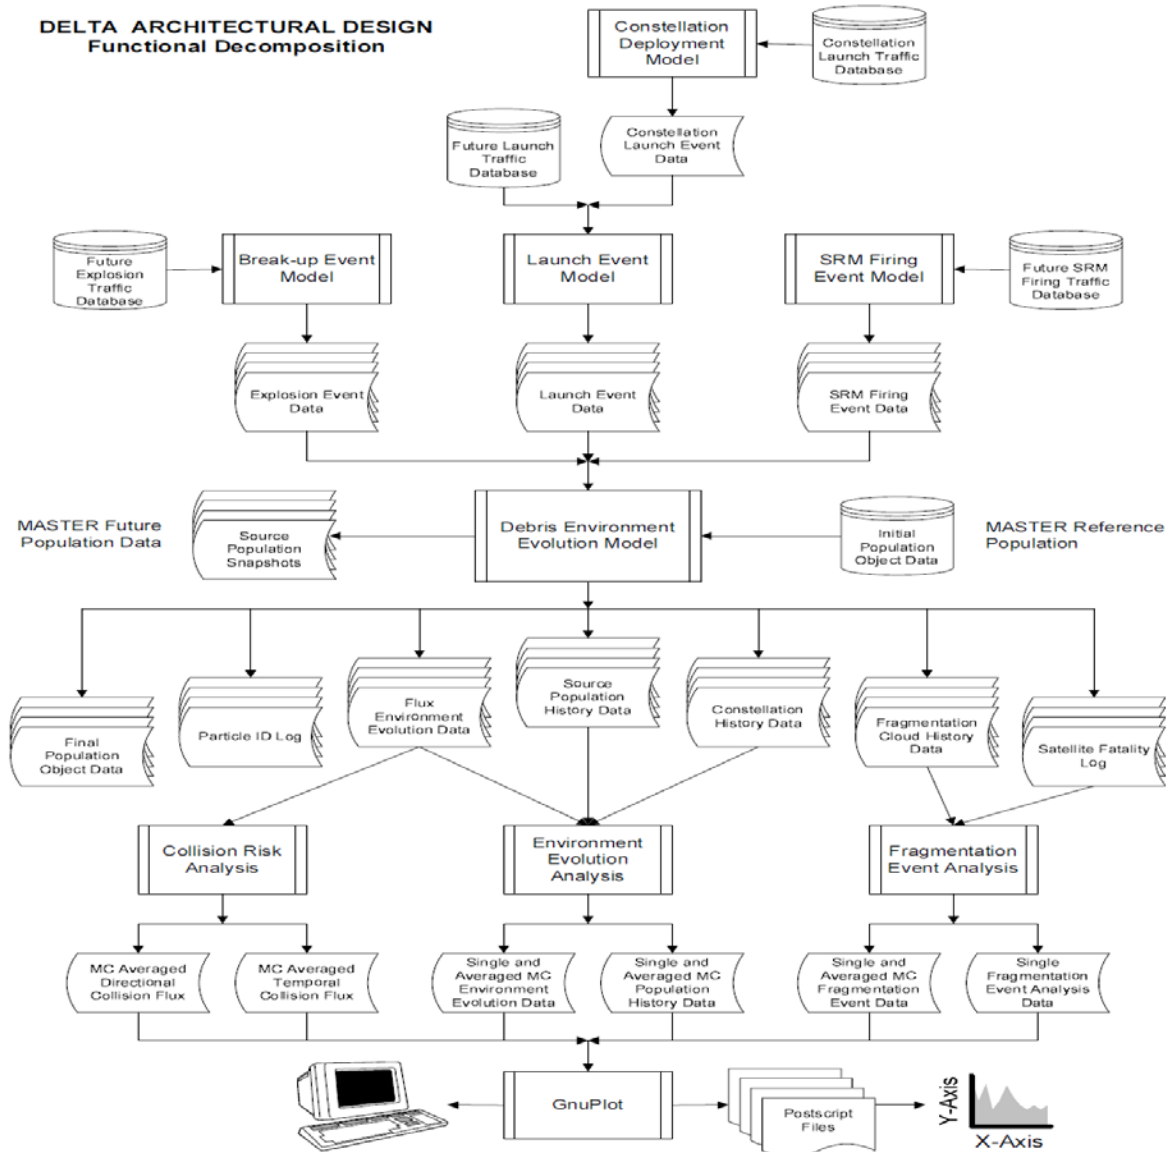 DELTA ARCHITECTURAL DESIGN
Functional Decomposition
Constellation
Deployment
Model
Constellation
Launch Traffic
Database
Future Launch
Traffic
Database
Constellation
Launch Event
Data
Future
Explosion
Traffic
Database
Break-up Event
Model
Launch Event
Model
SRM Firing
Event Model
Future SRM
Firing Traffic
Database
Explosion Event
Data
Launch Event
Data
SRM Firing
Event Data
MASTER Future
Population Data
Source
Population
Snapshots
Debris Environment
Evolution Model
Initial
Population
Object Data
MASTER Reference
Population
Final
Population
Object Data
Particle ID Log
Flux
Environment
Evolution Data
Source
Population
History Data
Constellation
History Data
Fragmentation
Cloud History
Data
Satellite Fatality
Log
Collision Risk
Analysis
Environment
Evolution
Analysis
Fragmentation
Event Analysis
MC Averaged
Directional
Collision Flux
MC Averaged
Temporal
Collision Flux
Single and
Averaged MC
Environment
Evolution Data
Single and
Averaged MC
Population
History Data
Single and
Averaged MC
Fragmentation
Event Data
Single
Fragmentation
Event Analysis
Data
GnuPlot
Postscript
Files
Y-Axis
X-Axis